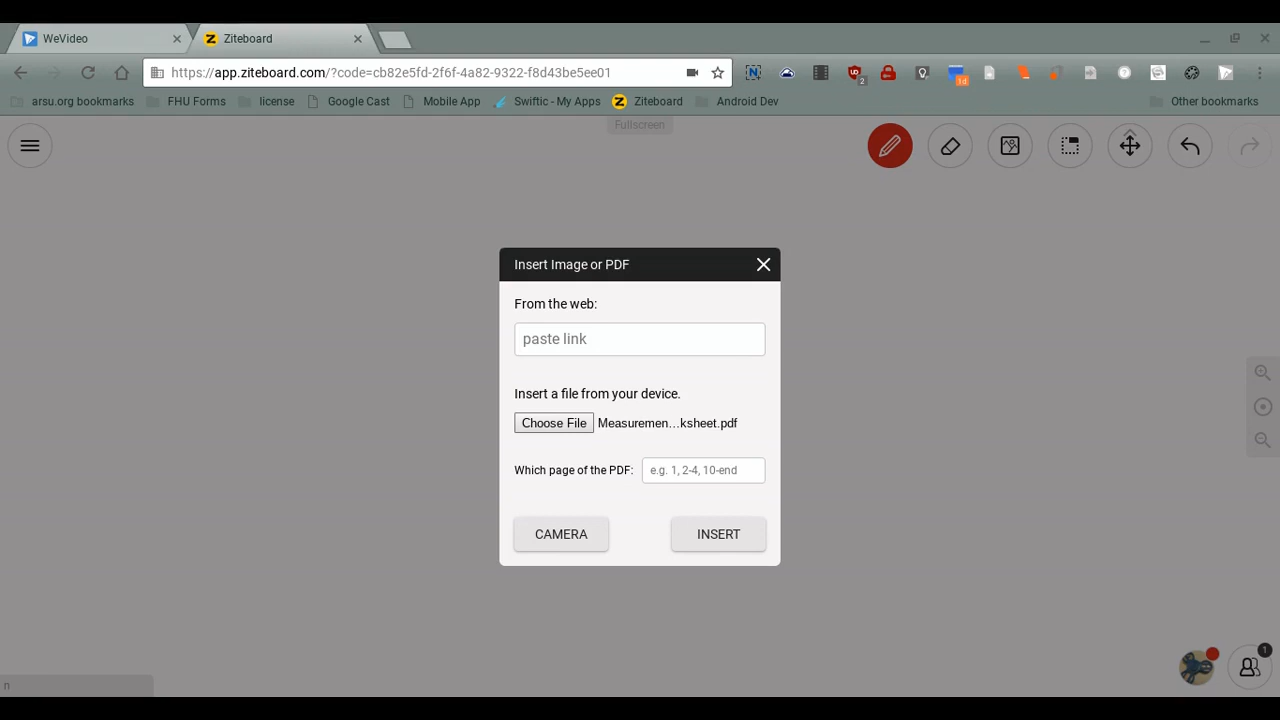 WeVideo
Ziteboard
https://app.ziteboard.com/?code=cb82e5fd-2f6f-4a82-9322-f8d43be5ee01
2
1d
arsu.org bookmarks
FHU Forms
license
Google Cast
Mobile App
Swiftic - My Apps
Ziteboard
Android Dev
Other bookmarks
Fullscreen
Insert Image or PDF
From the web:
paste link
Insert a file from your device.
Choose File Measuremen…ksheet.pdf
Which page of the PDF: e.g. 1, 2-4, 10-end
CAMERA
INSERT
1
n